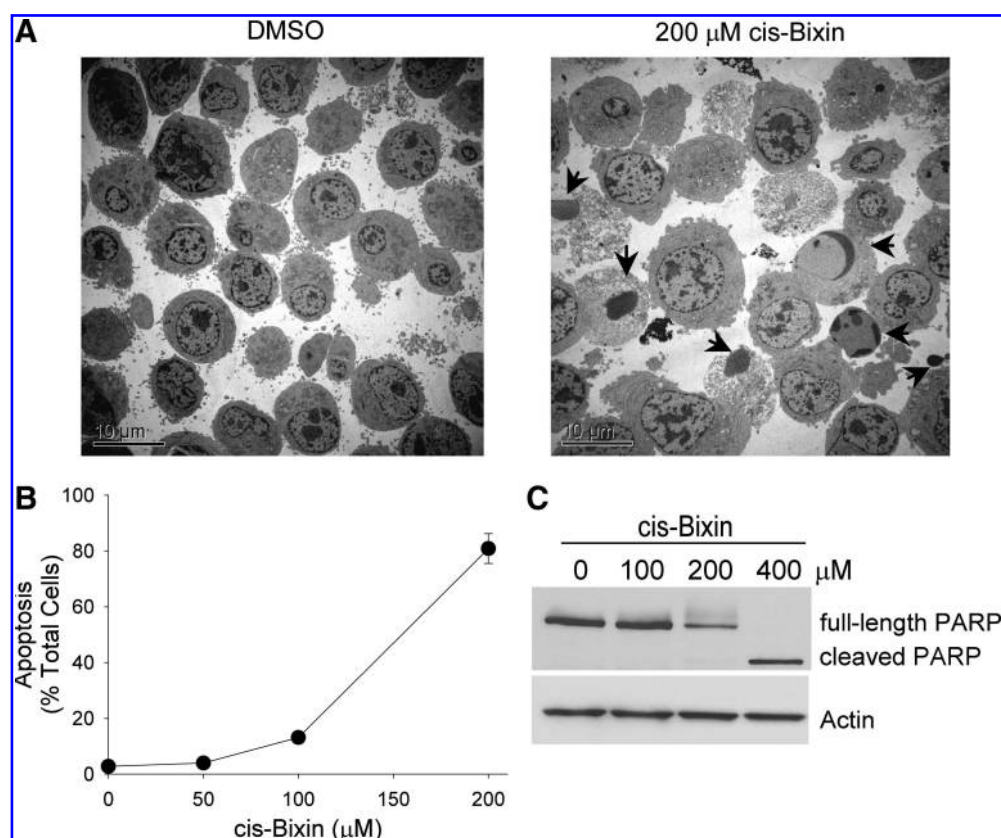 A
DMSO
200 μM cis-Bixin
10 μm
10 μm
B
Apoptosis
(% Total Cells)
100
80
60
40
20
0
0 50 100 150 200
cis-Bixin (μM)
C
cis-Bixin
0 100 200 400 μM
full-length PARP
cleaved PARP
Actin